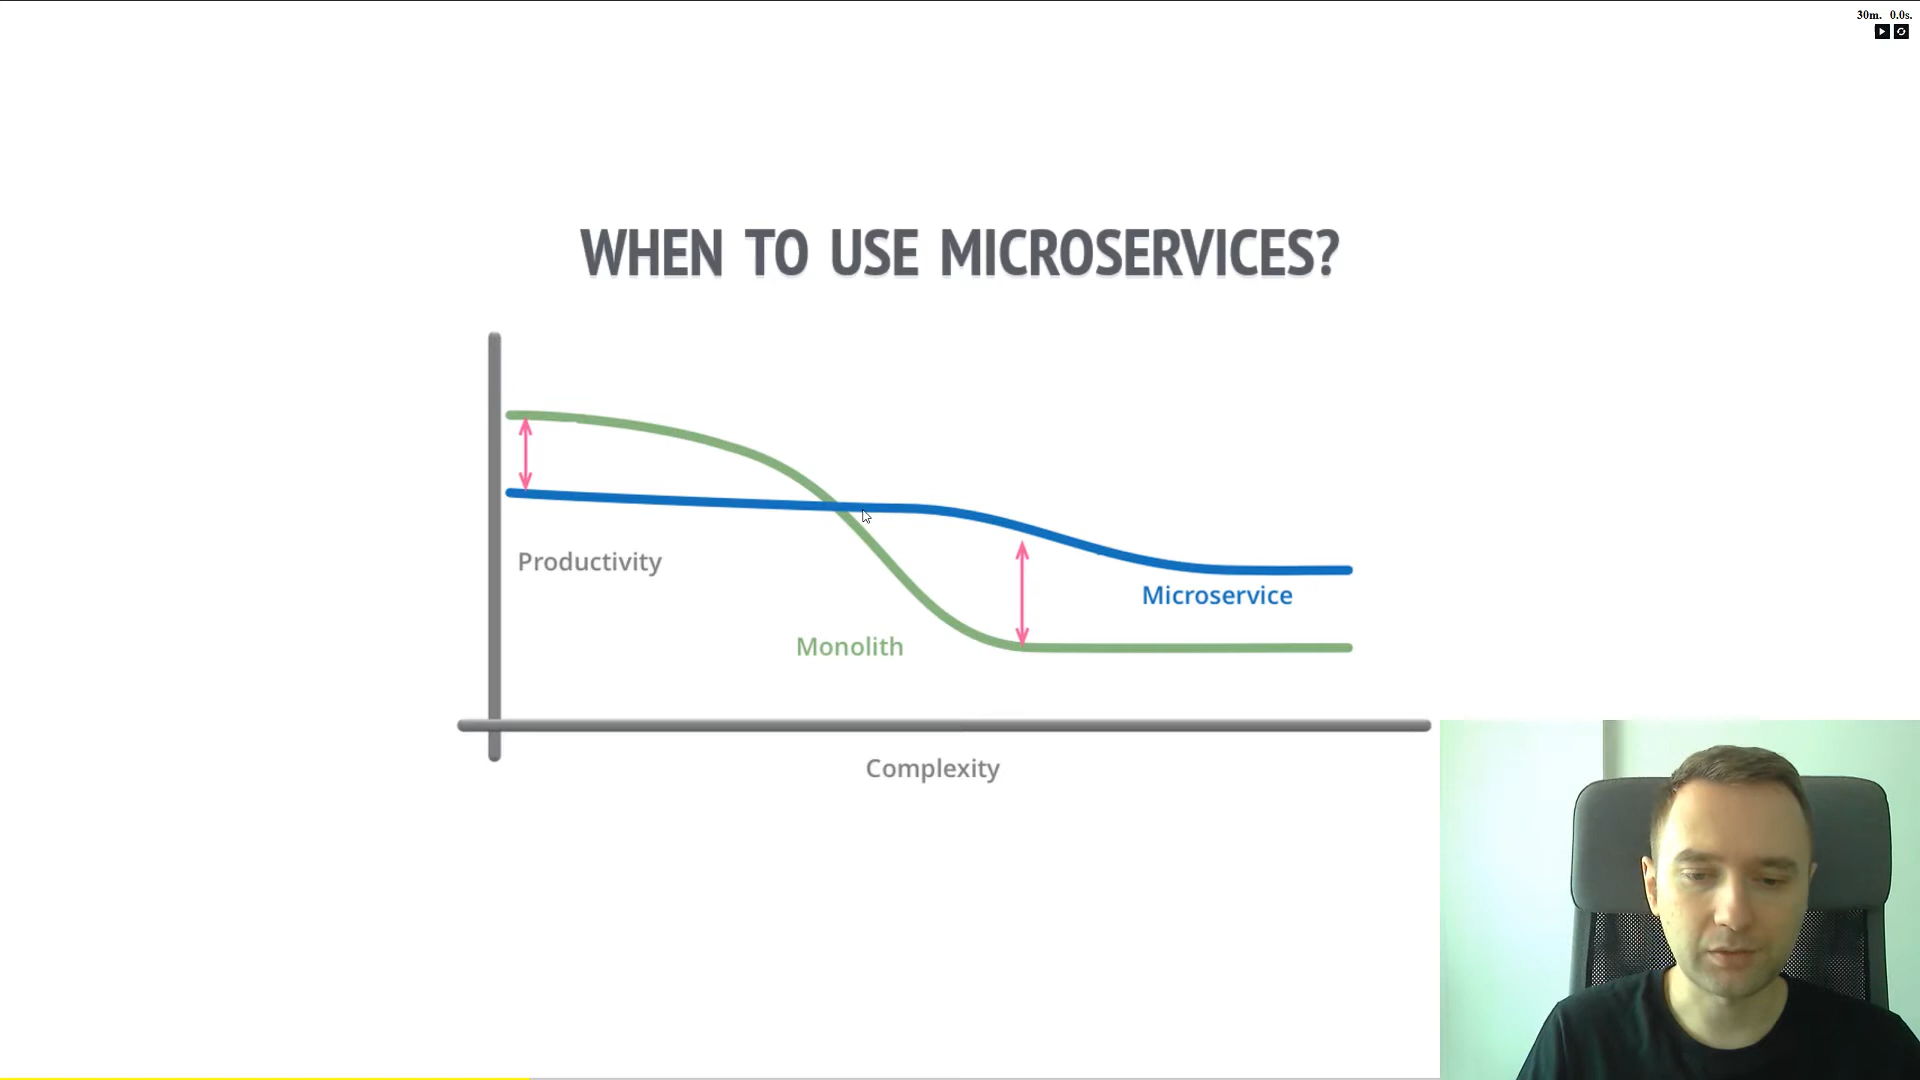 30m. 0.0s.
WHEN TO USE MICROSERVICES?
Productivity
Microservice
Monolith
Complexity